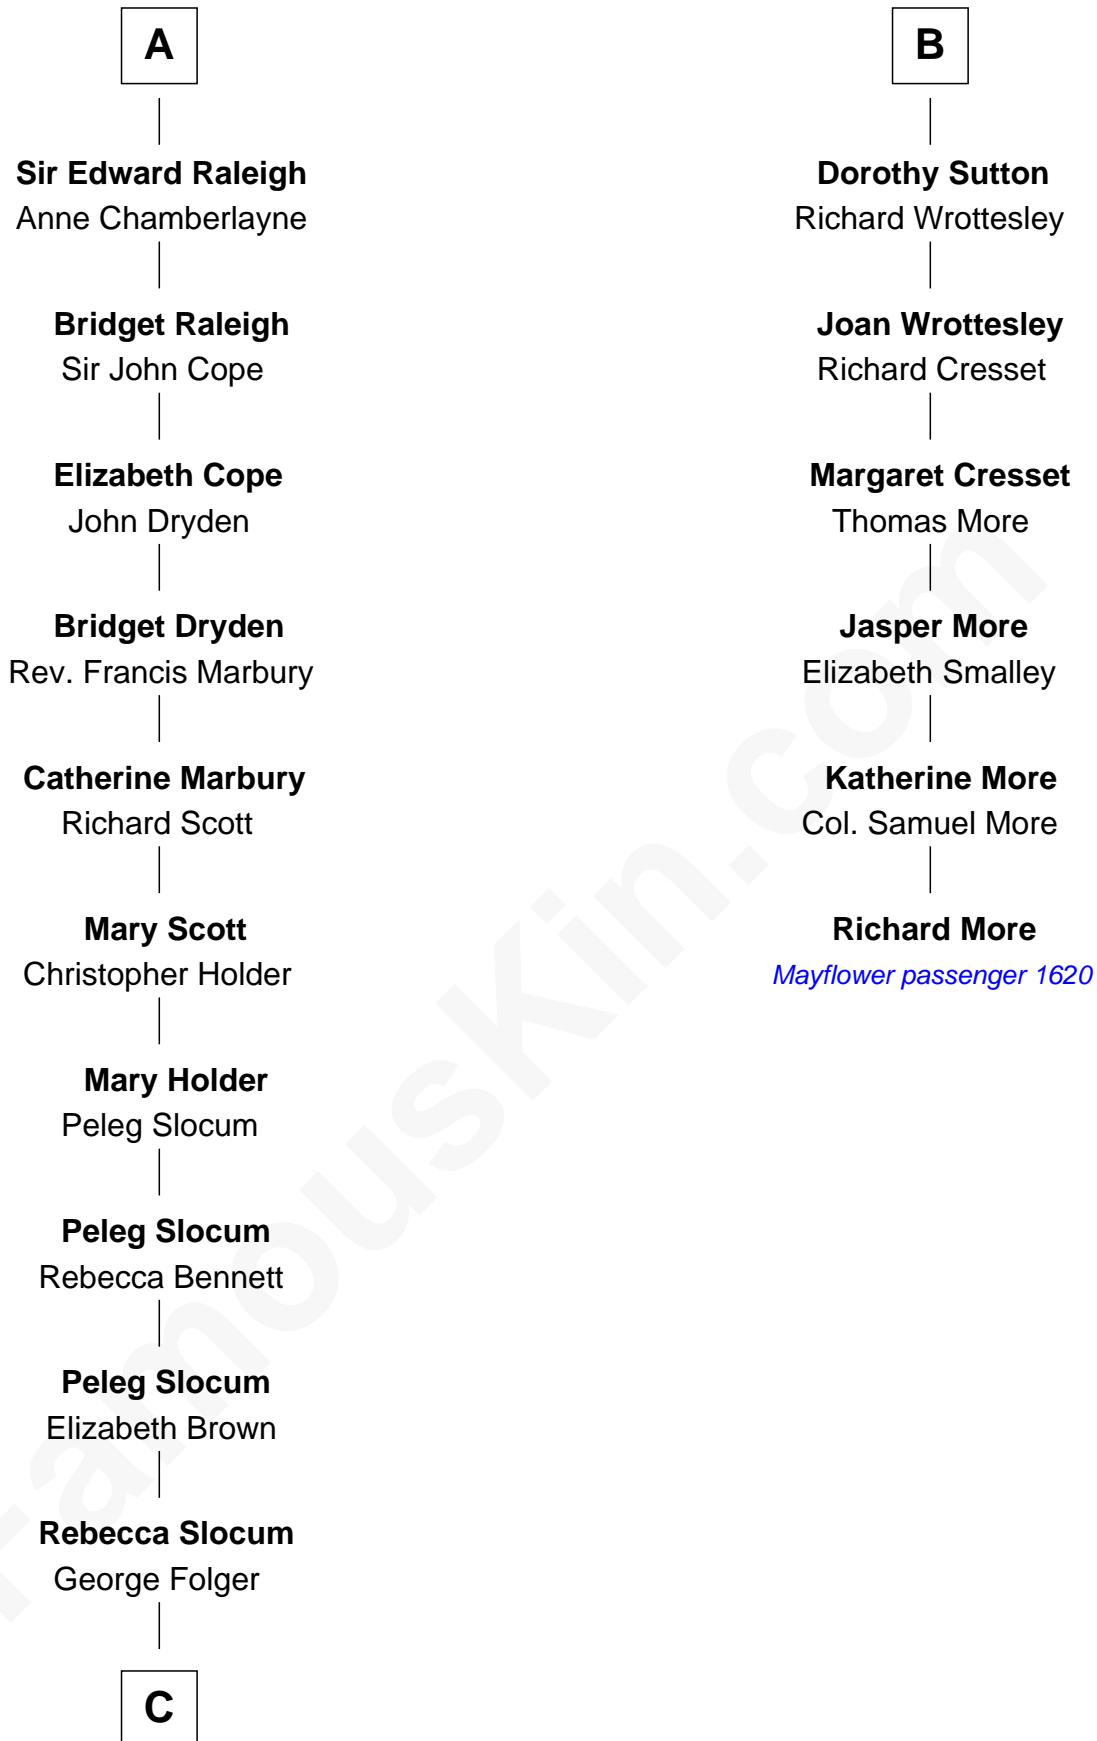 A
Sir Edward Raleigh
Anne Chamberlayne
Bridget Raleigh
Sir John Cope
Elizabeth Cope
John Dryden
Bridget Dryden
Rev. Francis Marbury
Catherine Marbury
Richard Scott
Mary Scott
Christopher Holder
Mary Holder
Peleg Slocum
Peleg Slocum
Rebecca Bennett
Peleg Slocum
Elizabeth Brown
Rebecca Slocum
George Folger
C
B
Dorothy Sutton
Richard Wrottesley
Joan Wrottesley
Richard Cresset
Margaret Cresset
Thomas More
Jasper More
Elizabeth Smalley
Katherine More
Col. Samuel More
Richard More
Mayflower passenger 1620
FamousKin.com